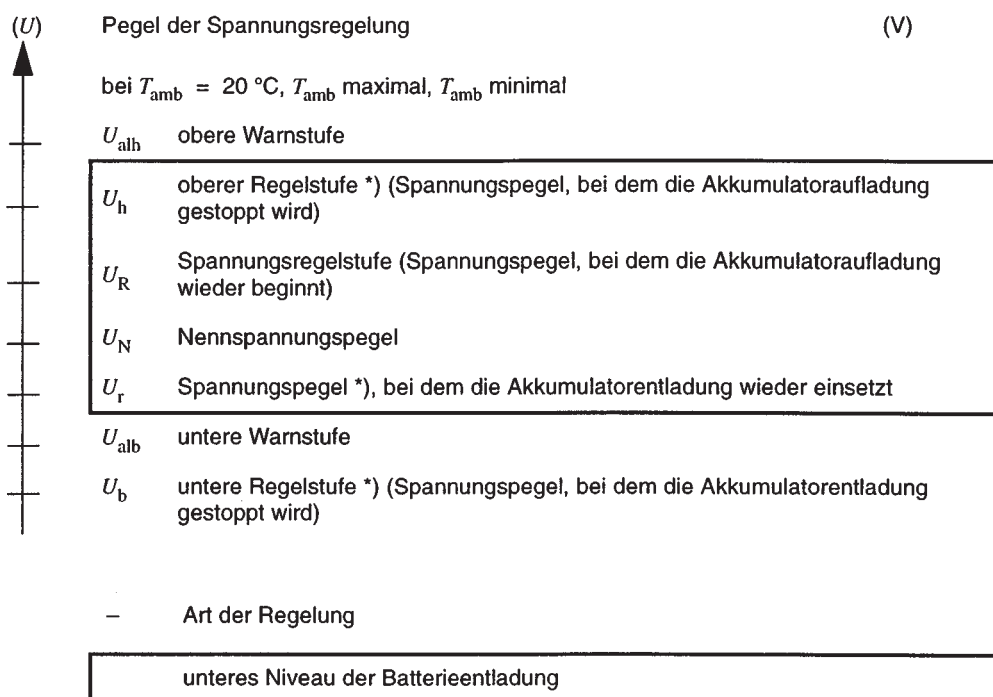 (U) Pegel der Spannungsregelung (V)
bei T_amb = 20 °C, T_amb maximal, T_amb minimal
U_alh obere Warnstufe
U_h oberer Regelstufe *) (Spannungspegel, bei dem die Akkumulatoraufladung
gestoppt wird)
U_R Spannungsregelstufe (Spannungspegel, bei dem die Akkumulatoraufladung
wieder beginnt)
U_N Nennspannungspegel
U_r Spannungspegel *), bei dem die Akkumulatorentladung wieder einsetzt
U_alb untere Warnstufe
U_b untere Regelstufe *) (Spannungspegel, bei dem die Akkumulatorentladung
gestoppt wird)
– Art der Regelung
unteres Niveau der Batterieentladung